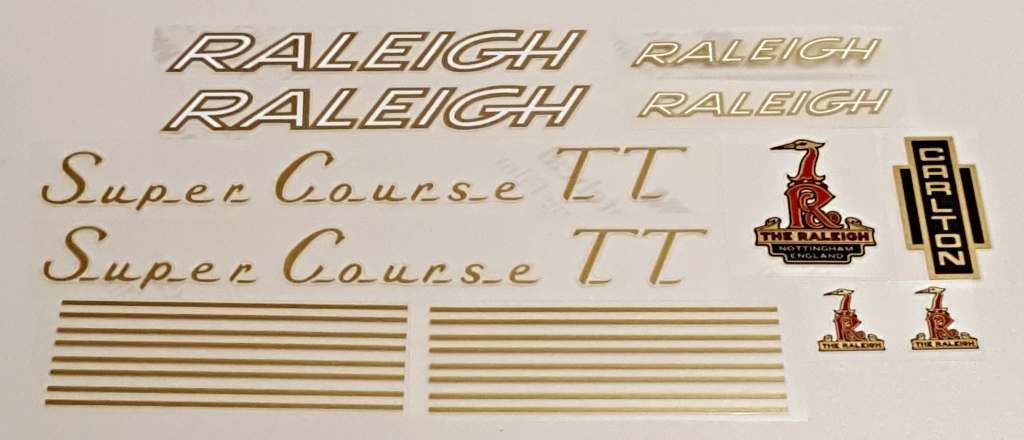 RALEIGH
RALEIGH
RALEIGH
RALEIGH
Super Course TT
Super Course TT
R
THE RALEIGH
NOTTINGHAM
ENGLAND
CARLTON
R
THE RALEIGH
R
THE RALEIGH